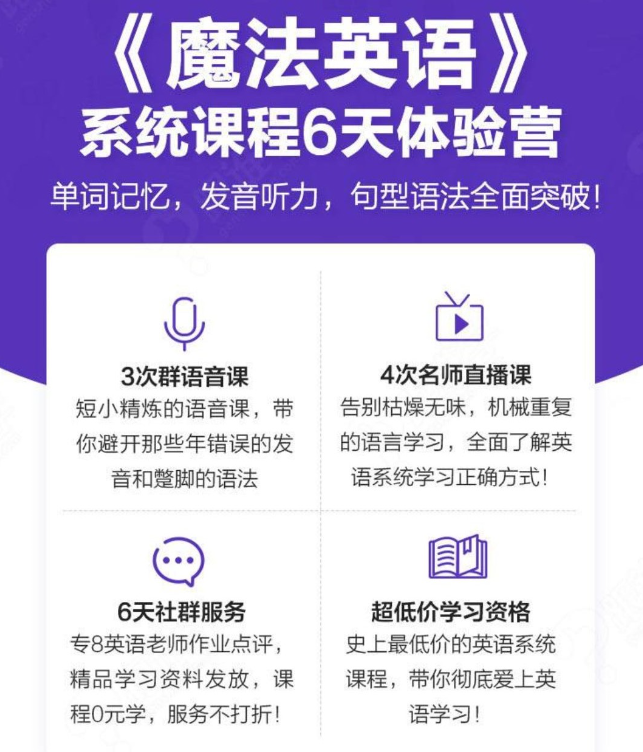 《魔法英语》
系统课程6天体验营
单词记忆，发音听力，句型语法全面突破！
3次群语音课
短小精炼的语音课，带
你避开那些年错误的发
音和蹩脚的语法
4次名师直播课
告别枯燥无味，机械重复
的语言学习，全面了解英
语系统学习正确方式！
6天社群服务
专8英语老师作业点评，
精品学习资料发放，课
程0元学，服务不打折！
超低价学习资格
史上最低价的英语系统
课程，带你彻底爱上英
语学习！